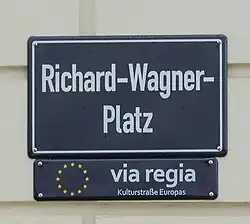 Richard-Wagner-
Platz
via regia
Kulturstraße Europas